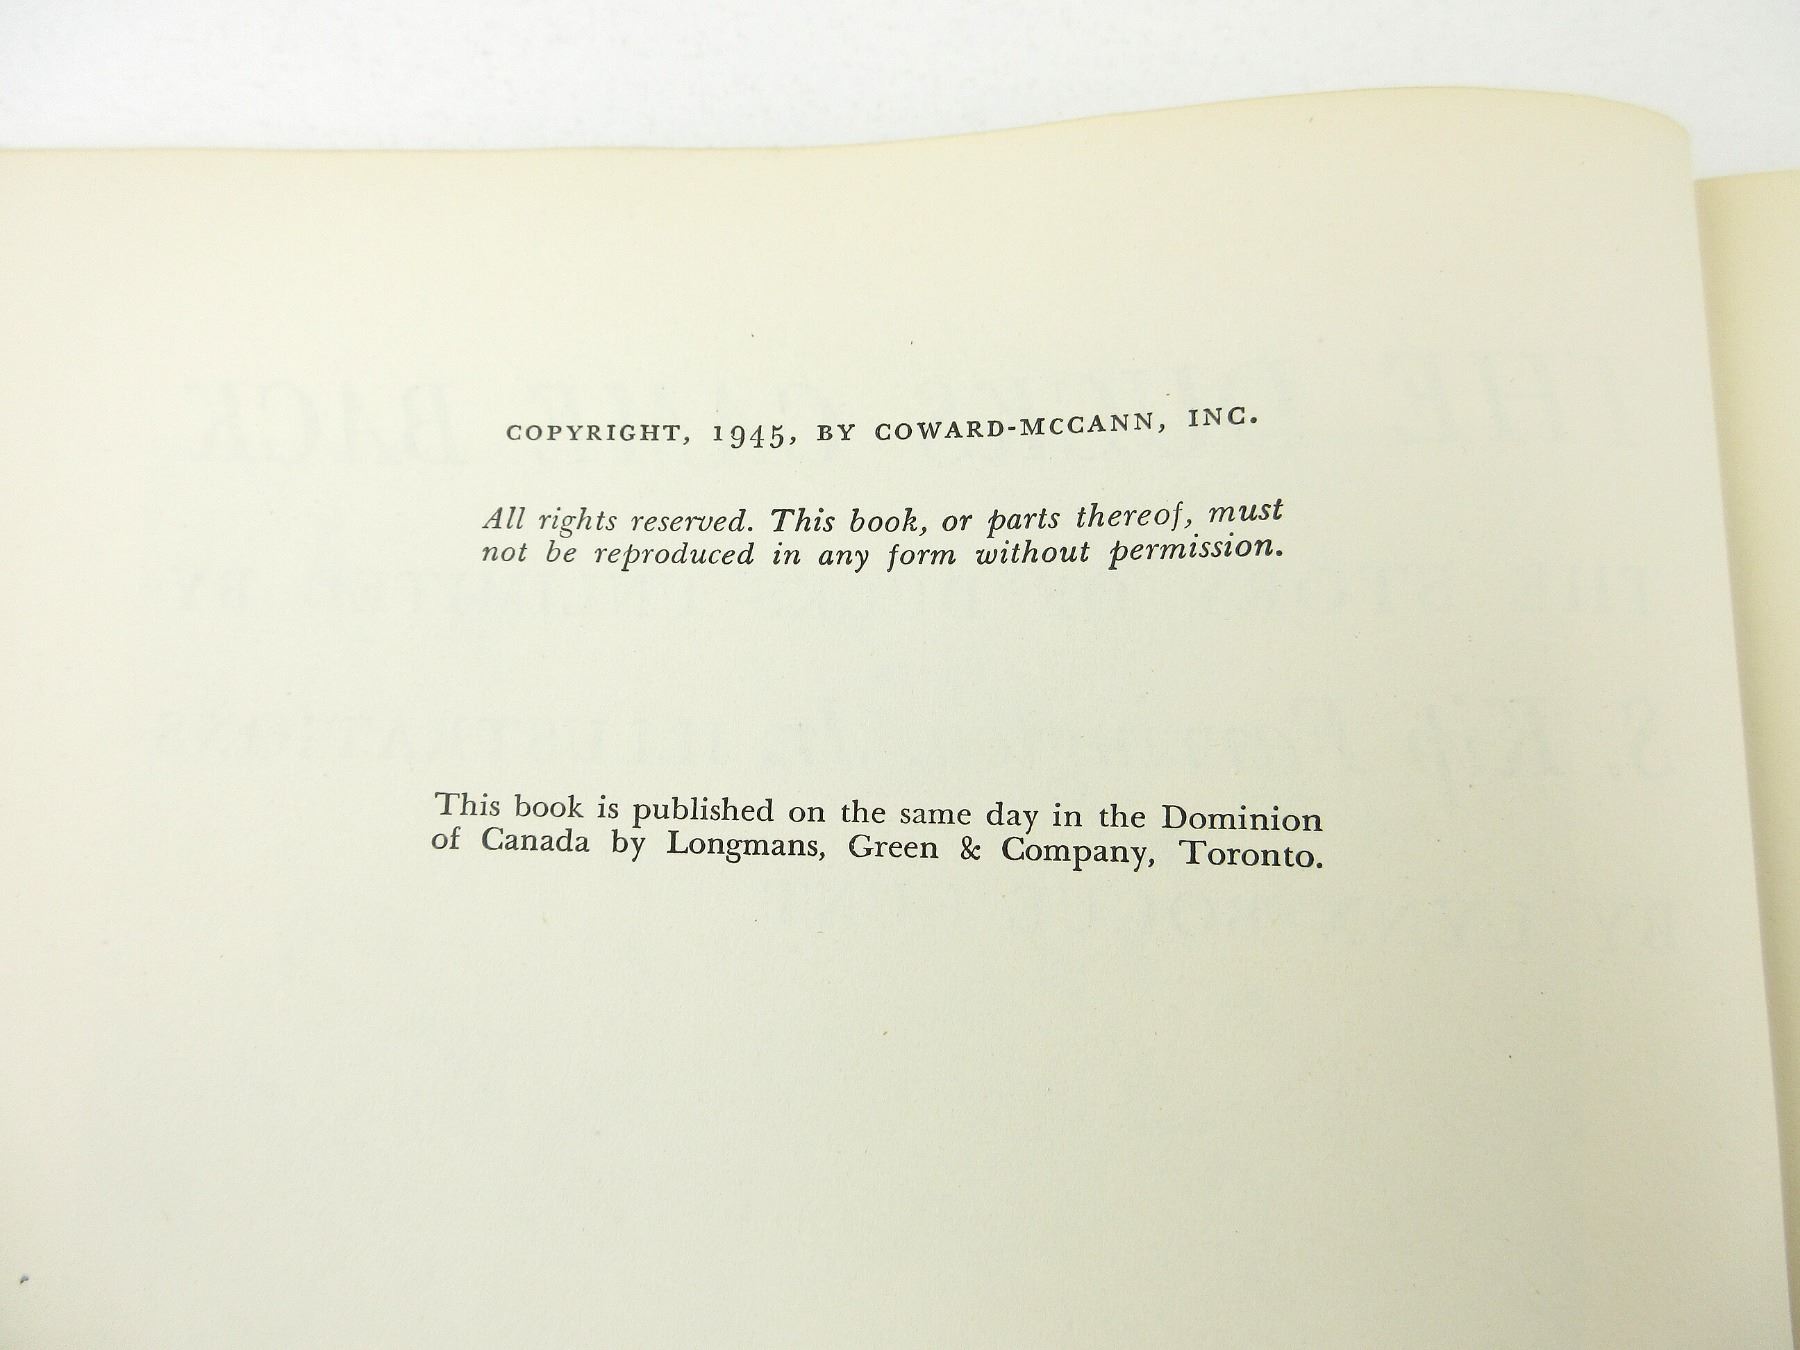 COPYRIGHT, 1945, BY COWARD-MCCANN, INC.
All rights reserved. This book, or parts thereof, must
not be reproduced in any form without permission.
This book is published on the same day in the Dominion
of Canada by Longmans, Green & Company, Toronto.